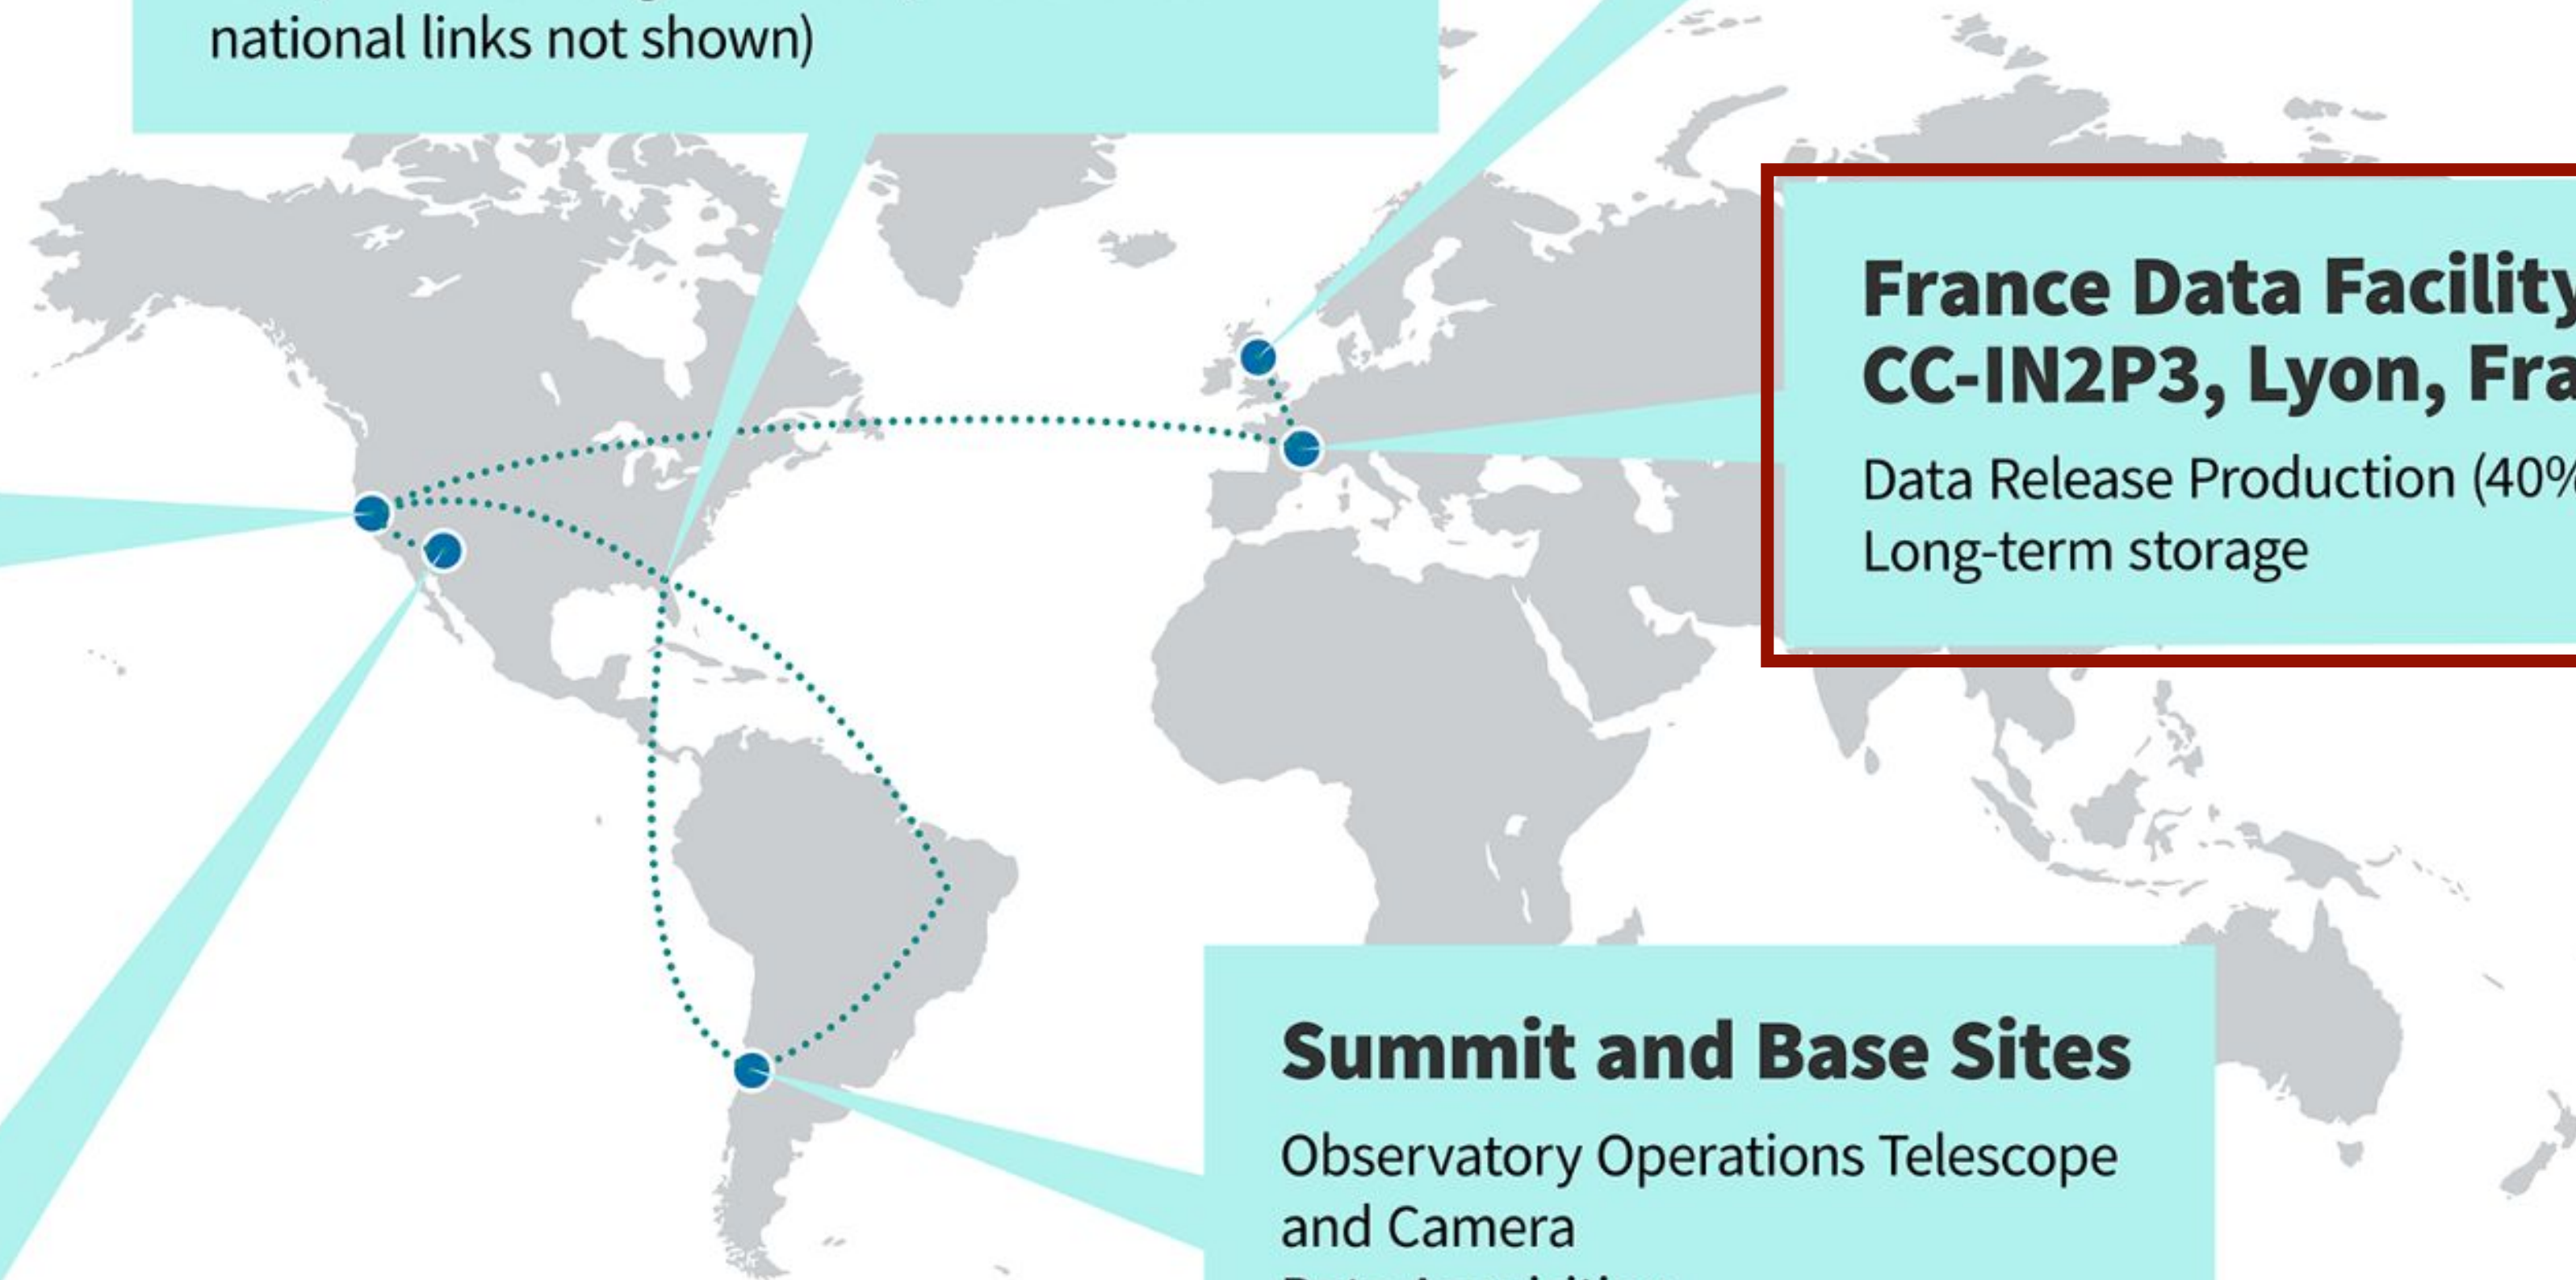 national links not shown)
France Data Facility
CC-IN2P3, Lyon,
Data Release Production (40%
Long-term storage
Summit and Base Sites
Observatory Operations Telescope
and Camera